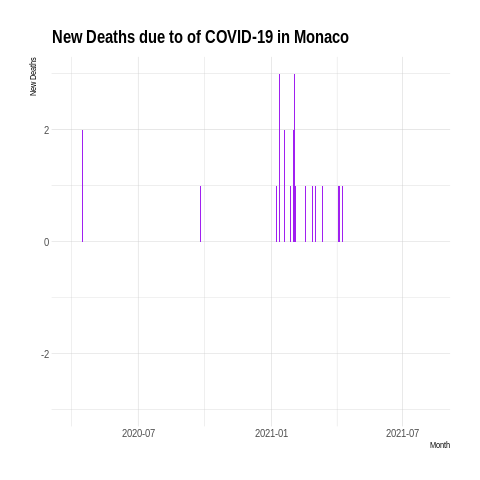 New Deaths due to of COVID-19 in Monaco
New Deaths
2
0
-2
2020-07
2021-01
2021-07
Month